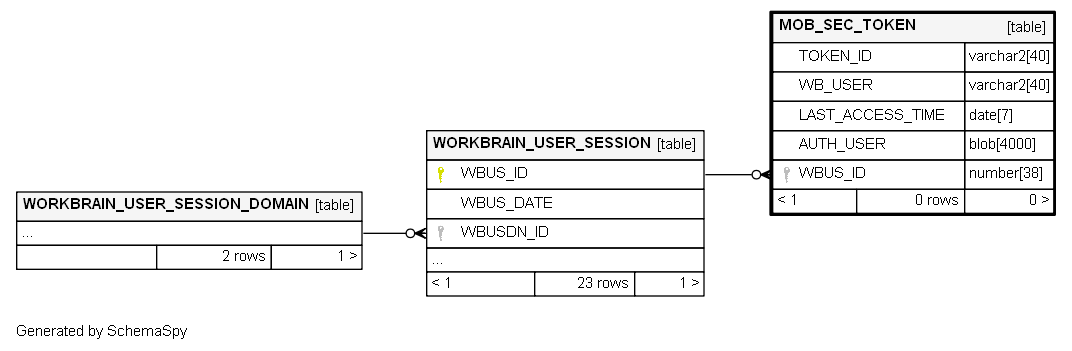 MOB_SEC_TOKEN [table]
TOKEN_ID varchar2[40]
WB_USER varchar2[40]
LAST_ACCESS_TIME date[7]
AUTH_USER blob[4000]
WBUS_ID number[38]
< 1 0 rows 0 >
WORKBRAIN_USER_SESSION [table]
WBUS_ID
WBUS_DATE
WBUSDN_ID
...
< 1 23 rows 1 >
WORKBRAIN_USER_SESSION_DOMAIN [table]
...
2 rows 1 >
Generated by SchemaSpy